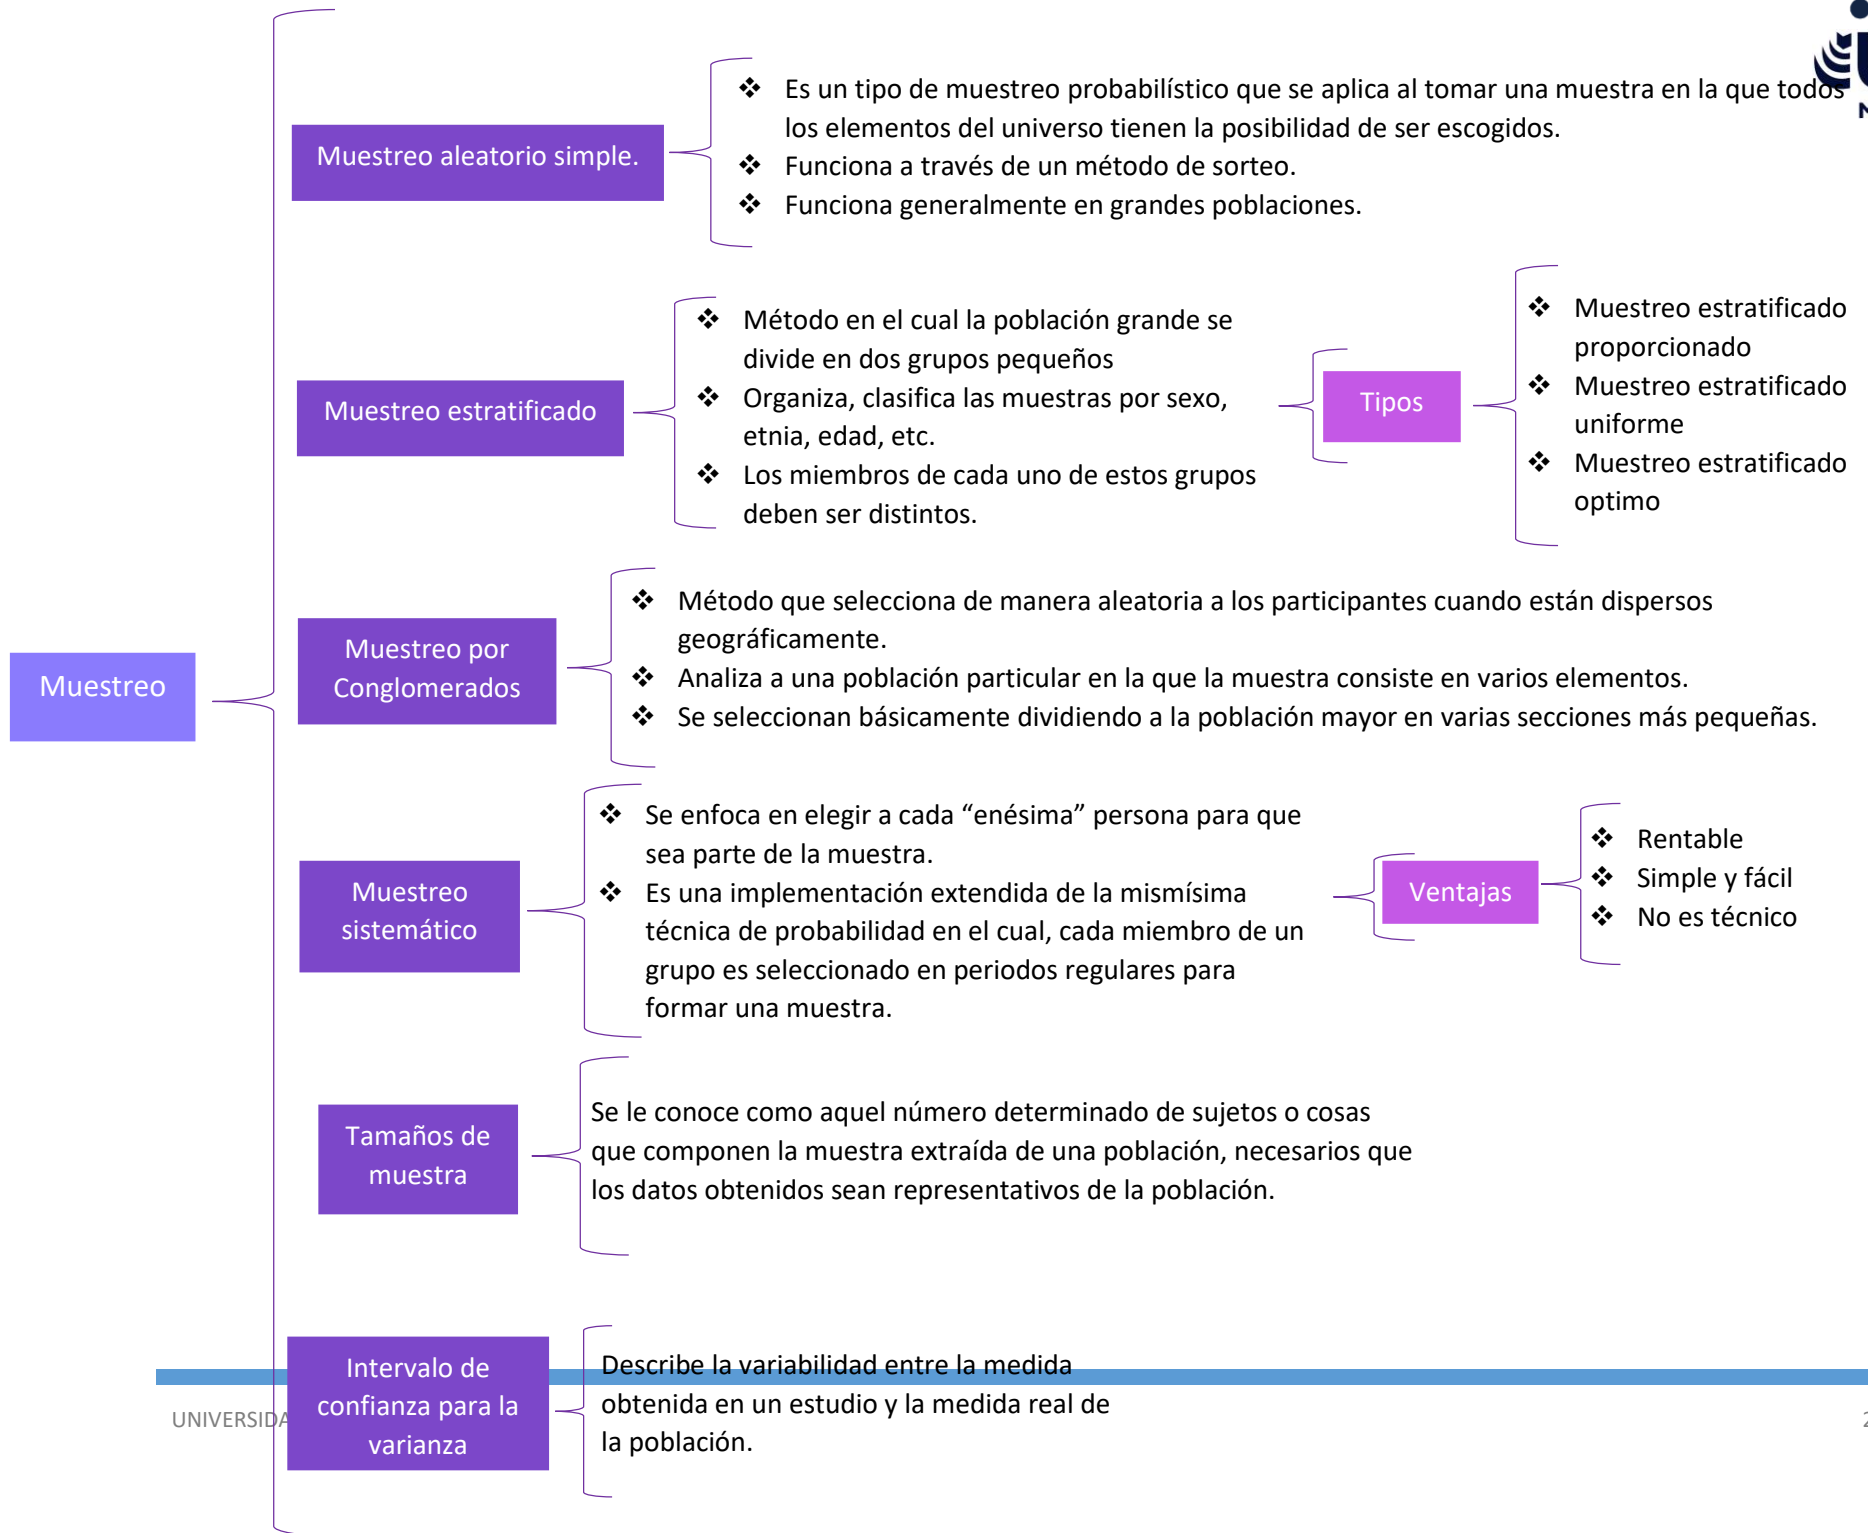 Muestreo
Muestreo aleatorio simple.
❖ Es un tipo de muestreo probabilístico que se aplica al tomar una muestra en la que todos
los elementos del universo tienen la posibilidad de ser escogidos.
❖ Funciona a través de un método de sorteo.
❖ Funciona generalmente en grandes poblaciones.
Muestreo estratificado
❖ Método en el cual la población grande se
divide en dos grupos pequeños
❖ Organiza, clasifica las muestras por sexo,
etnia, edad, etc.
❖ Los miembros de cada uno de estos grupos
deben ser distintos.
Tipos
❖ Muestreo estratificado
proporcionado
❖ Muestreo estratificado
uniforme
❖ Muestreo estratificado
optimo
Muestreo por
Conglomerados
❖ Método que selecciona de manera aleatoria a los participantes cuando están dispersos
geográficamente.
❖ Analiza a una población particular en la que la muestra consiste en varios elementos.
❖ Se seleccionan básicamente dividiendo a la población mayor en varias secciones más pequeñas.
Muestreo
sistemático
❖ Se enfoca en elegir a cada “enésima” persona para que
sea parte de la muestra.
❖ Es una implementación extendida de la mismísima
técnica de probabilidad en el cual, cada miembro de un
grupo es seleccionado en periodos regulares para
formar una muestra.
Ventajas
❖ Rentable
❖ Simple y fácil
❖ No es técnico
Tamaños de
muestra
Se le conoce como aquel número determinado de sujetos o cosas
que componen la muestra extraída de una población, necesarios que
los datos obtenidos sean representativos de la población.
Intervalo de
confianza para la
varianza
Describe la variabilidad entre la medida
obtenida en un estudio y la medida real de
la población.
UNIVERSIDA